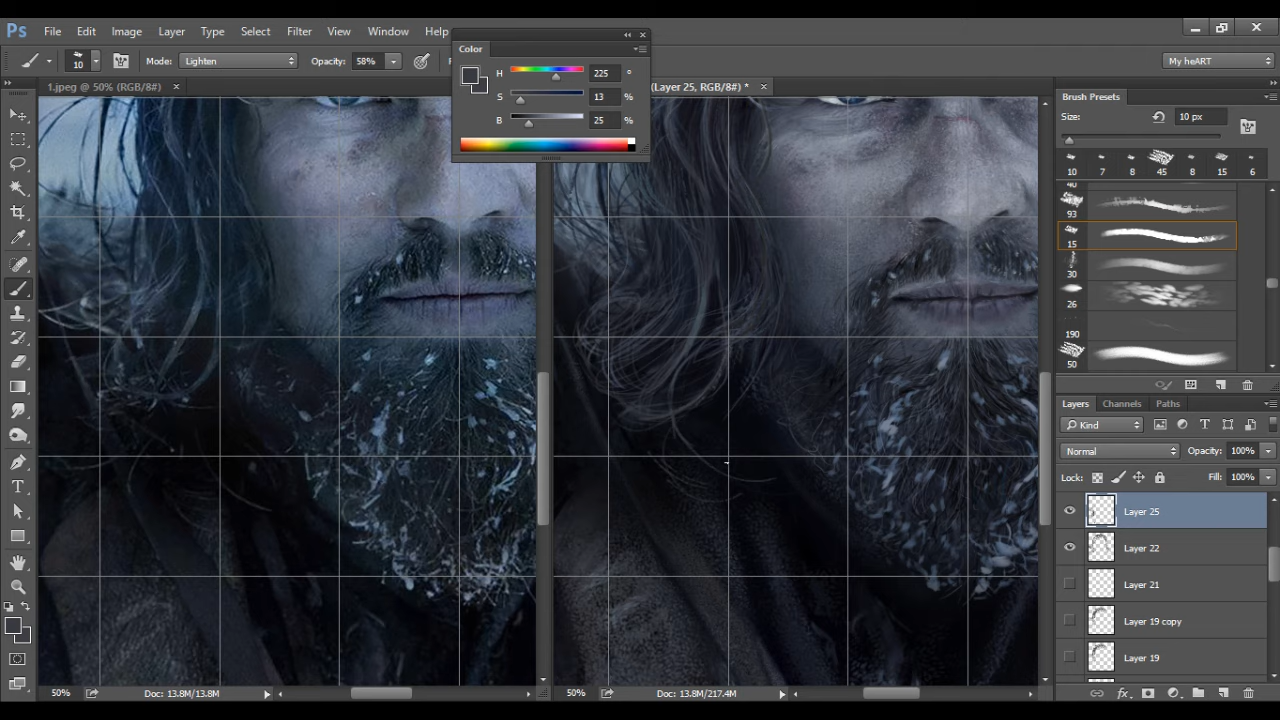 Ps File Edit Image Layer Type Select Filter View Window Help
10 Mode: Lighten Opacity: 58% My heART
1.jpeg @ 50% (RGB/8#) × (Layer 25, RGB/8#) * ×
Color
H 225 °
S 13 %
B 25 %
Brush Presets
Size: 10 px
10 7 8 45 8 15 6
40
93
15
30
26
190
50
Layers Channels Paths
Kind
Normal Opacity: 100%
Lock: Fill: 100%
Layer 25
Layer 22
Layer 21
Layer 19 copy
Layer 19
50% Doc: 13.8M/13.8M 50% Doc: 13.8M/217.4M